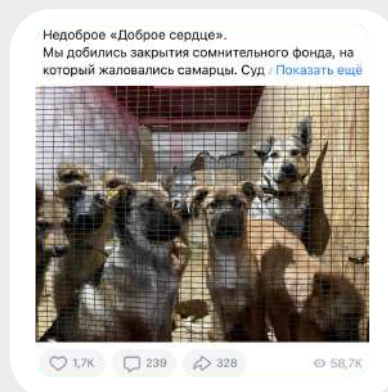 Недоброе «Доброе сердце».
Мы добились закрытия сомнительного фонда, на
который жаловались самарцы. Суд Показать ещё
1,7K 239 328 58,7K